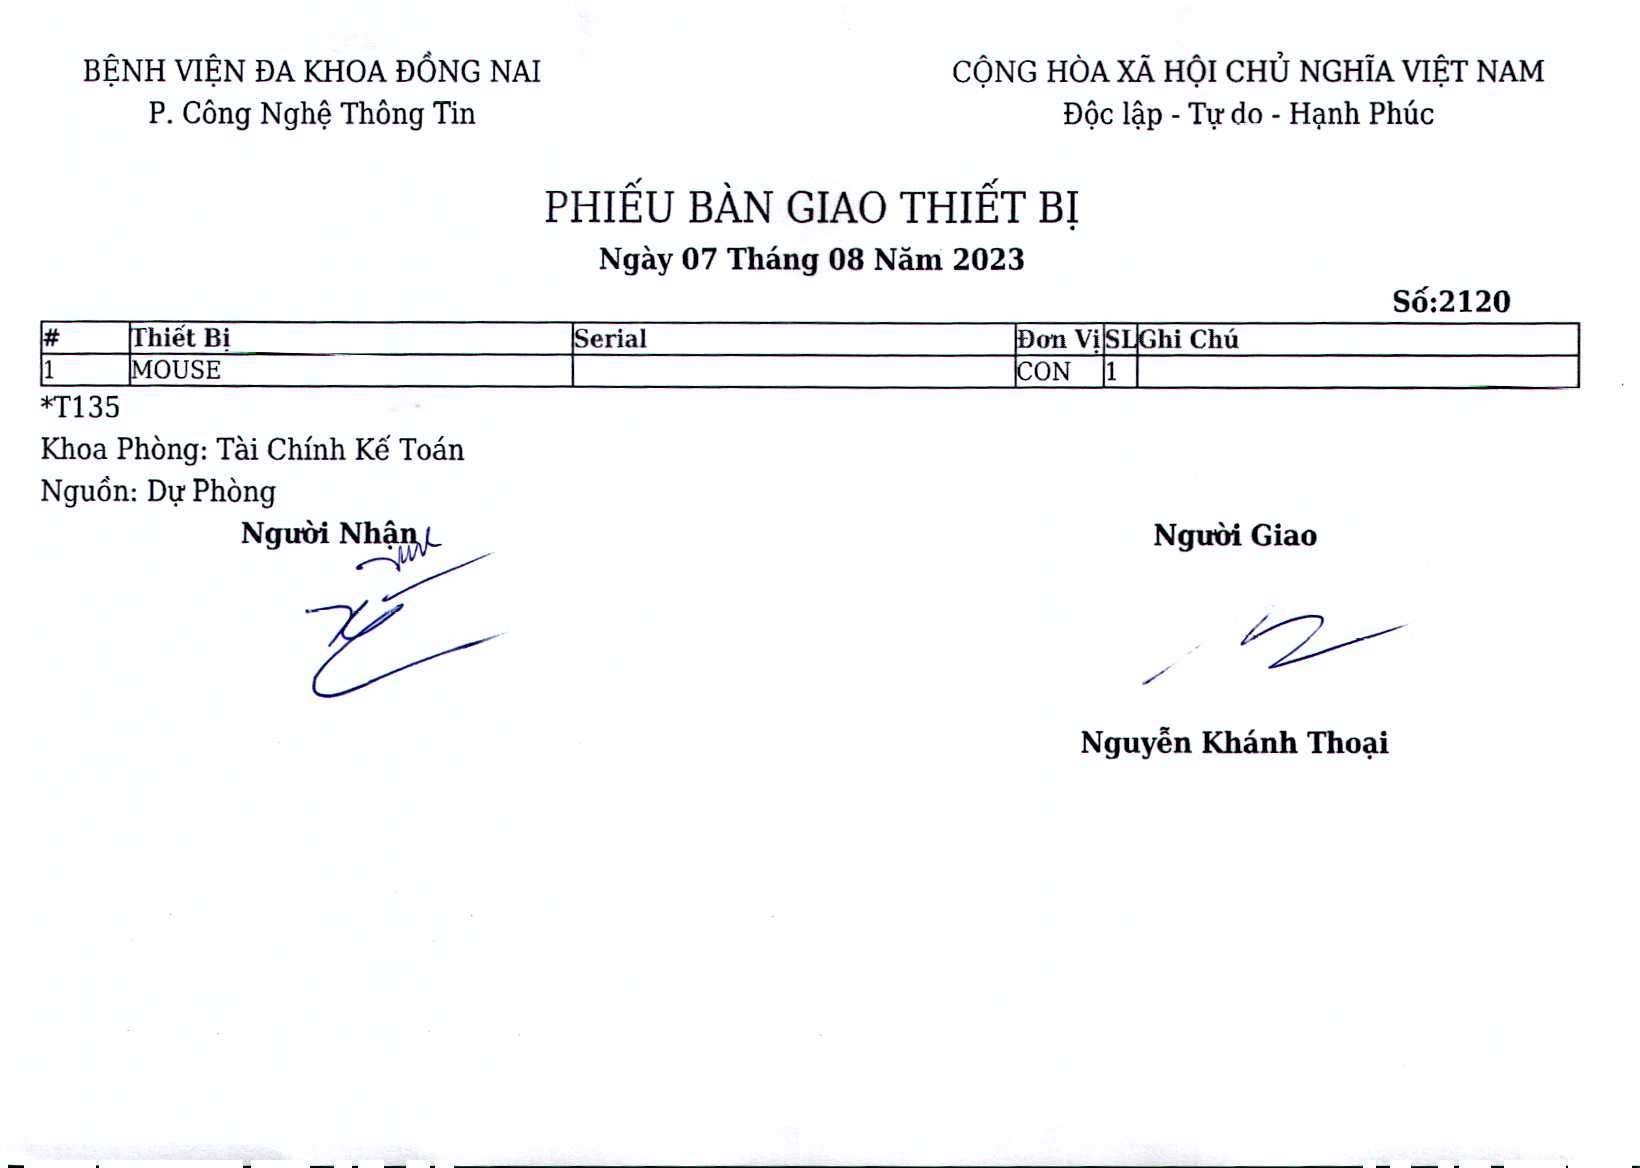 BỆNH VIỆN ĐA KHOA ĐỒNG NAI
P. Công Nghệ Thông Tin
CỘNG HÒA XÃ HỘI CHỦ NGHĨA VIỆT NAM
Độc lập - Tự do - Hạnh Phúc
PHIẾU BÀN GIAO THIẾT BỊ
Ngày 07 Tháng 08 Năm 2023
Số:2120
# Thiết Bị Serial Đơn Vị SL Ghi Chú
1 MOUSE CON 1
*T135
Khoa Phòng: Tài Chính Kế Toán
Nguồn: Dự Phòng
Người Nhận Người Giao
Nguyễn Khánh Thoại